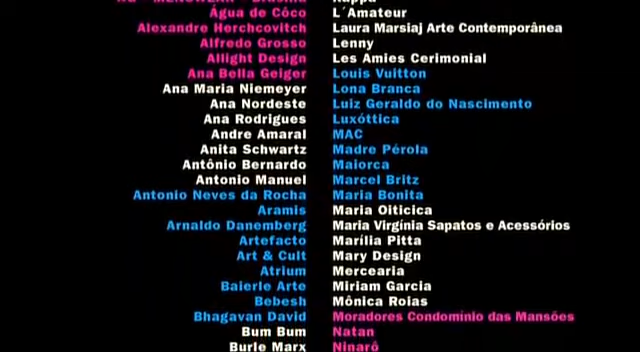 Água de Côco
Alexandre Herchcovitch
Alfredo Grosso
Allight Design
Ana Bella Geiger
Ana Maria Niemeyer
Ana Nordeste
Ana Rodrigues
Andre Amaral
Anita Schwartz
Antônio Bernardo
Antonio Manuel
Antonio Neves da Rocha
Aramis
Arnaldo Danemberg
Artefacto
Art & Cult
Atrium
Baierle Arte
Bebesh
Bhagavan David
Bum Bum
Burle Marx
L´Amateur
Laura Marsiaj Arte Contemporânea
Lenny
Les Amies Cerimonial
Louis Vuitton
Lona Branca
Luiz Geraldo do Nascimento
Luxóttica
MAC
Madre Pérola
Maiorca
Marcel Britz
Maria Bonita
Maria Oiticica
Maria Virgínia Sapatos e Acessórios
Marília Pitta
Mary Design
Mercearia
Miriam Garcia
Mônica Roias
Moradores Condomínio das Mansões
Natan
Ninarô